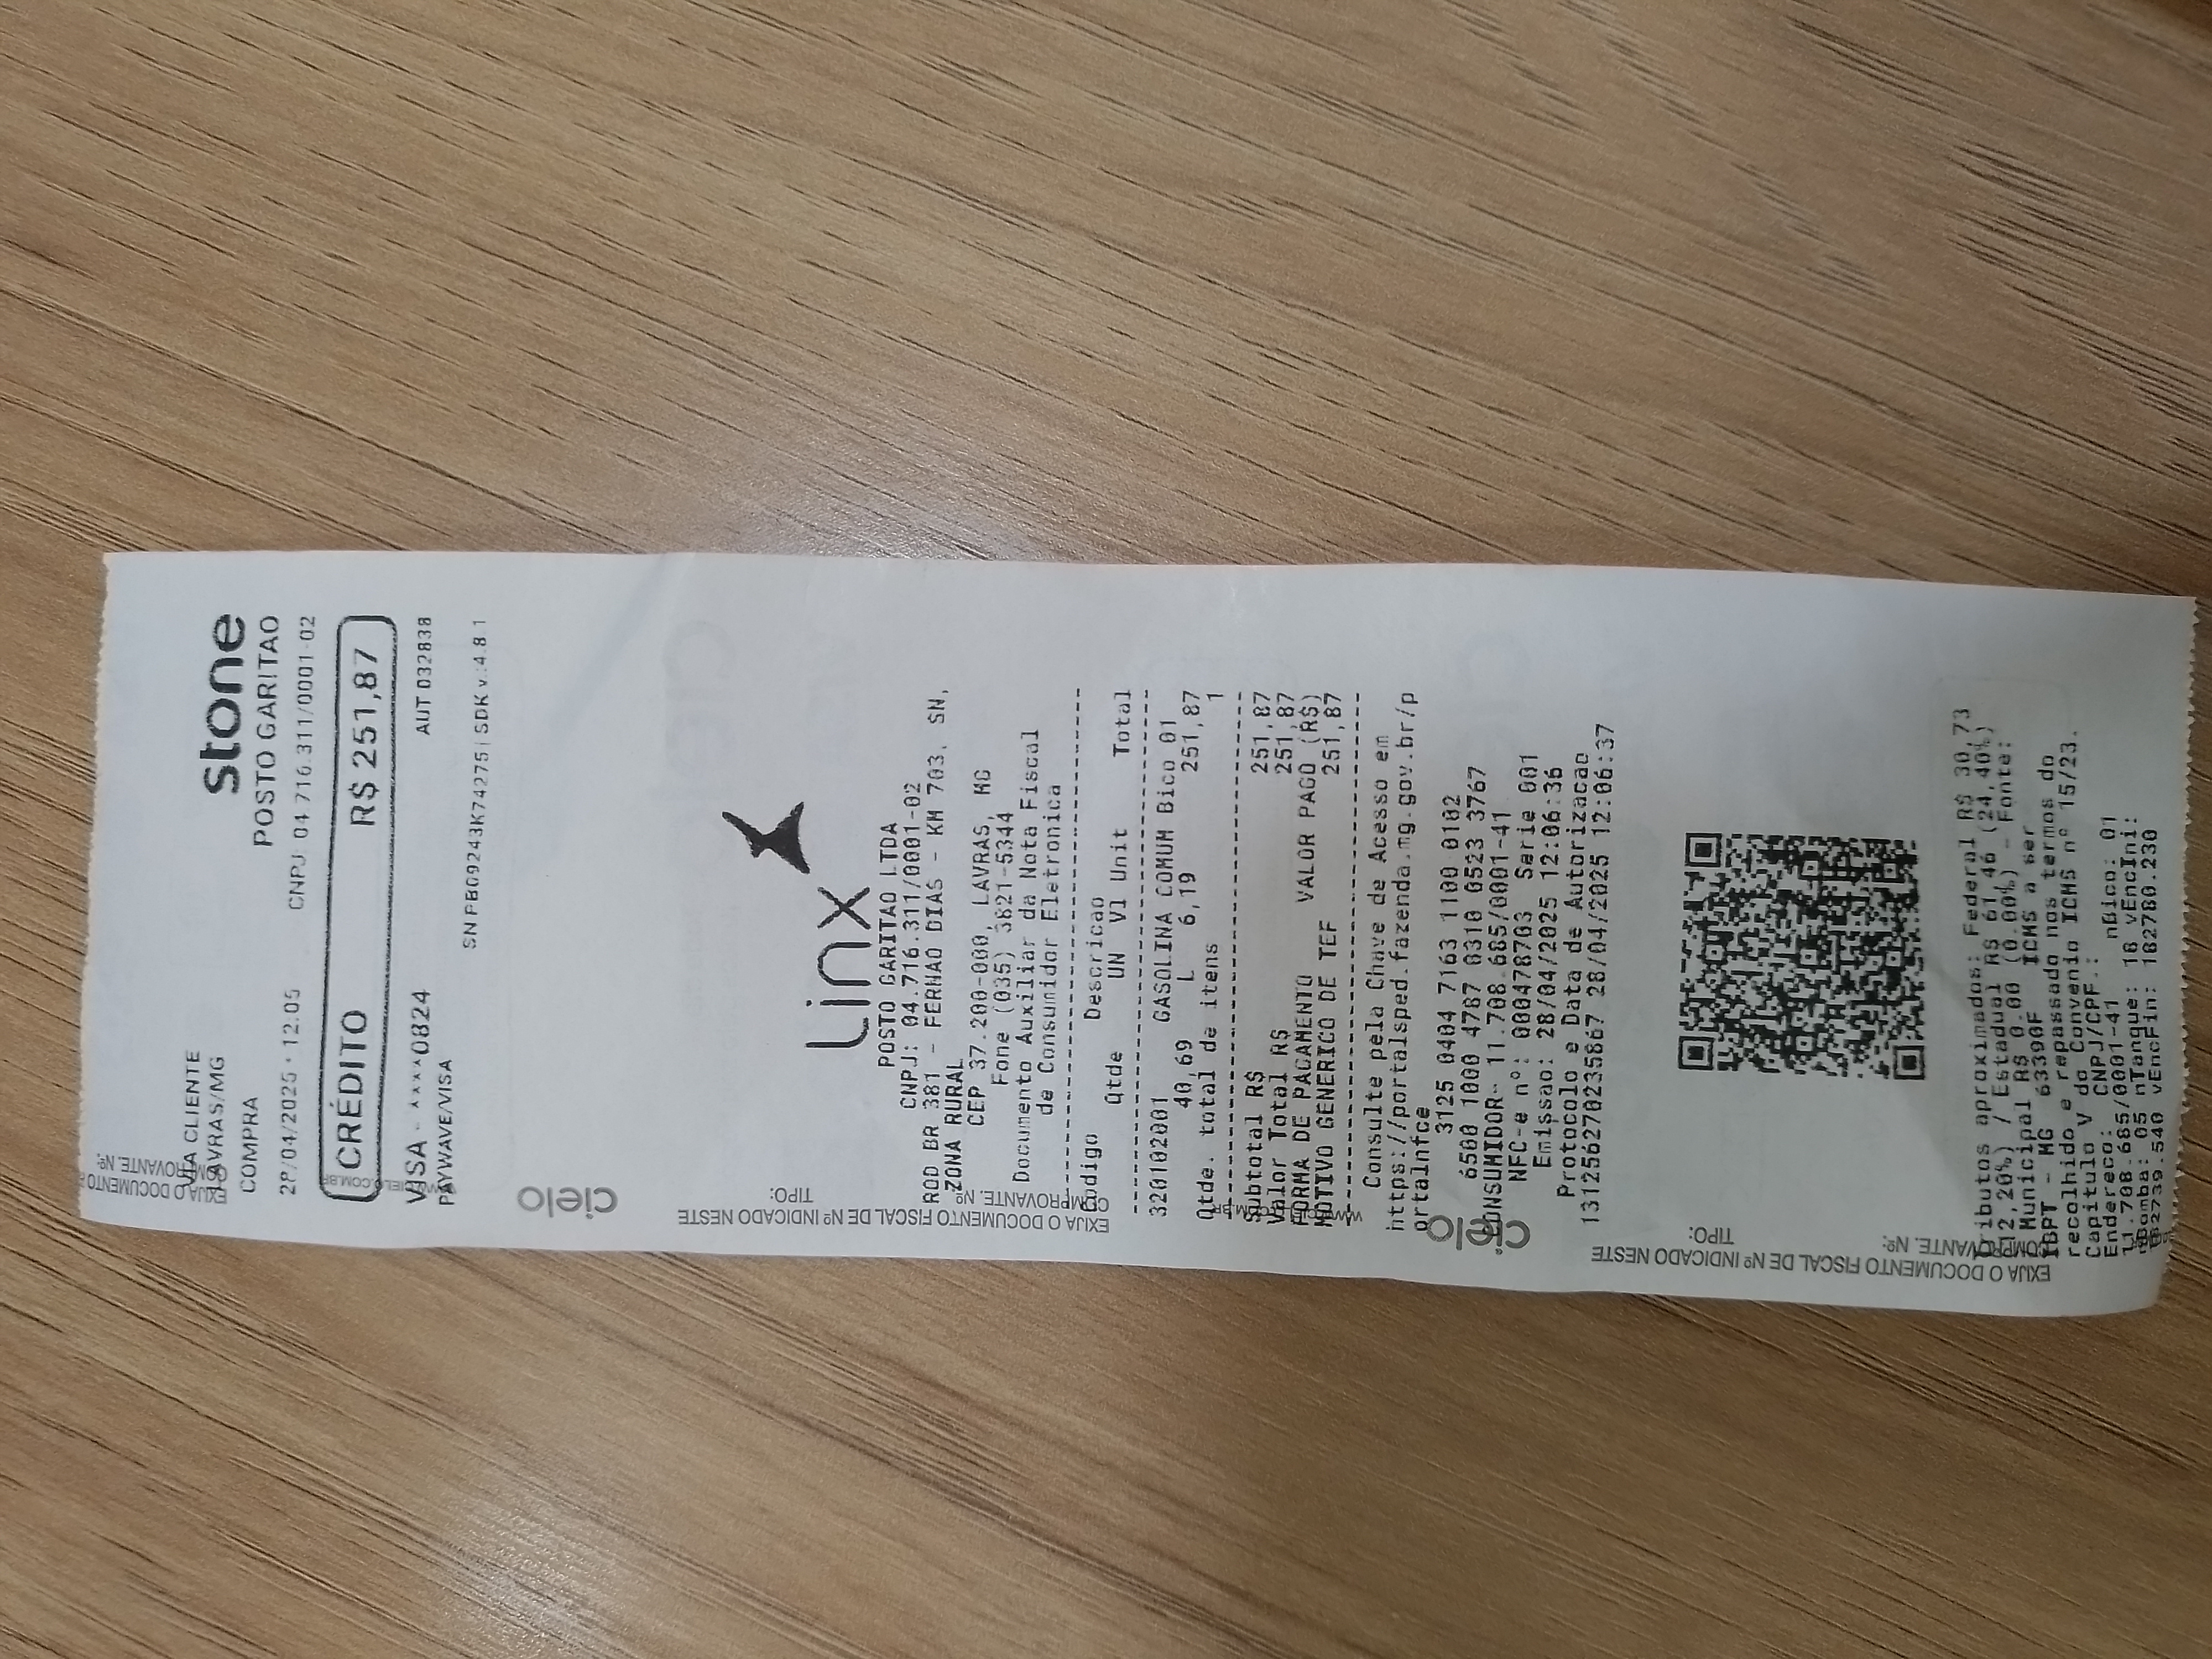 stone
VIA CLIENTE
LAVRAS/MG POSTO GARITAO
COMPRA CNPJ: 04.716.311/0001-02
28/04/2025 • 12:05
CRÉDITO R$ 251,87
VISA - ****0824 AUT 032838
PAYWAVE/VISA
SN PB09243K74275 | SDK v.:4.8.1
cielo
Linx
POSTO GARITAO LTDA
CNPJ: 04.716.311/0001-02
ROD BR 381 - FERNAO DIAS - KM 703, SN,
ZONA RURAL
CEP 37.200-000, LAVRAS, MG
Fone (035) 3821-5344
Documento Auxiliar da Nota Fiscal
de Consumidor Eletronica
Codigo Descricao
Qtde UN Vl Unit Total
320102001 GASOLINA COMUM Bico 01
40,69 L 6,19 251,87
Qtde. total de itens 1
Subtotal R$ 251,87
Valor Total R$ 251,87
FORMA DE PAGAMENTO VALOR PAGO (R$)
MOTIVO GENERICO DE TEF 251,87
Consulte pela Chave de Acesso em
https://portalsped.fazenda.mg.gov.br/p
ortalnfce
3125 0404 7163 1100 0102
6500 1000 4787 0310 0523 3767
CONSUMIDOR- 11.708.685/0001-41
NFC-e nº: 000478703 Serie 001
Emissao: 28/04/2025 12:06:36
Protocolo e Data de Autorizacao
131256270235867 28/04/2025 12:06:37
Tributos aproximados: Federal R$ 30,73
(12,20%) / Estadual R$ 61,46 (24,40%)
Municipal R$ 0,00 (0.00%) _ Fonte:
IBPT - MG 63390F ICMS a ser
recolhido e repassado nos termos do
Capitulo V do Convenio ICMS nº 15/23.
Endereco: CNPJ/CPF.:
11.708.685/0001-41 nBico: 01
nBomba: 05 nTanque: 18 vEncIni:
182739.540 vEncFin: 182780.230
EXIJA O DOCUMENTO FISCAL DE Nº INDICADO NESTE
COMPROVANTE. Nº:
TIPO:
cielo
EXIJA O DOCUMENTO FISCAL DE Nº INDICADO NESTE
COMPROVANTE. Nº:
TIPO: